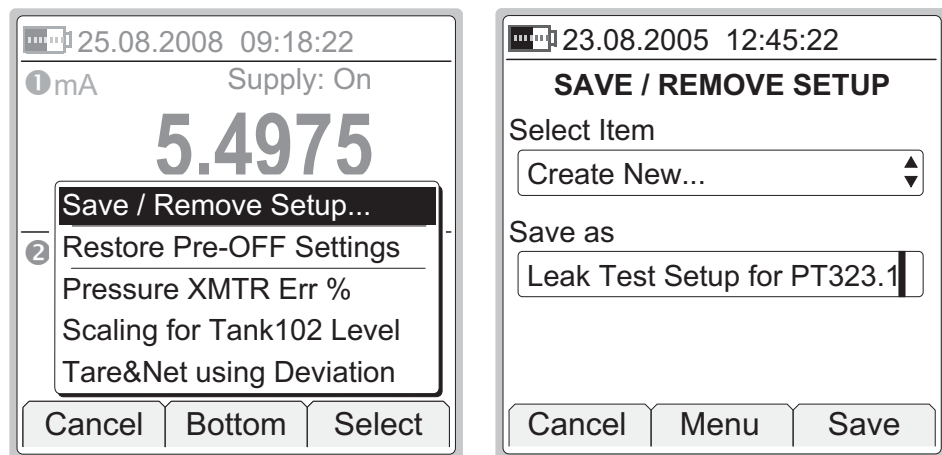 25.08.2008 09:18:22
❶ mA Supply: On
5.4975
❷
Save / Remove Setup...
Restore Pre-OFF Settings
Pressure XMTR Err %
Scaling for Tank102 Level
Tare&Net using Deviation
Cancel Bottom Select
23.08.2005 12:45:22
SAVE / REMOVE SETUP
Select Item
Create New...
Save as
Leak Test Setup for PT323.1
Cancel Menu Save